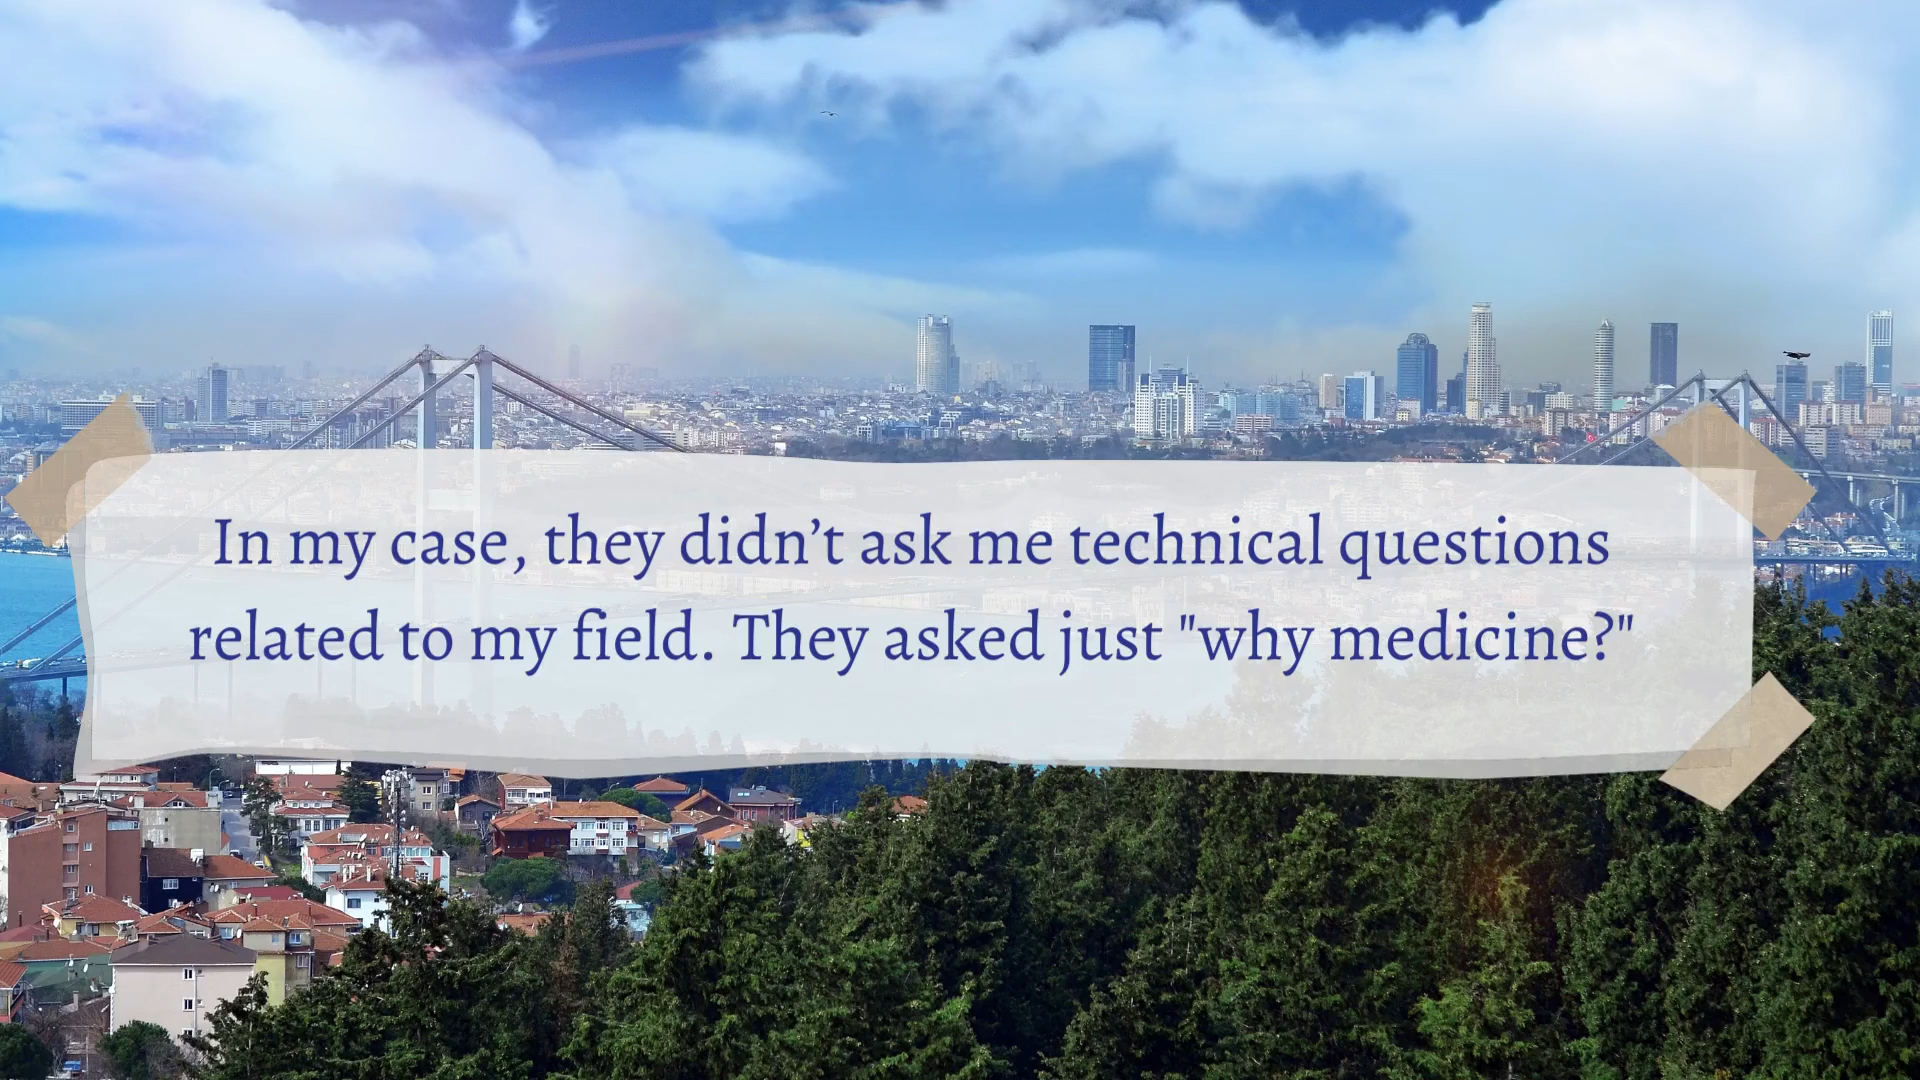 In my case, they didn’t ask me technical questions
related to my field. They asked just "why medicine?"